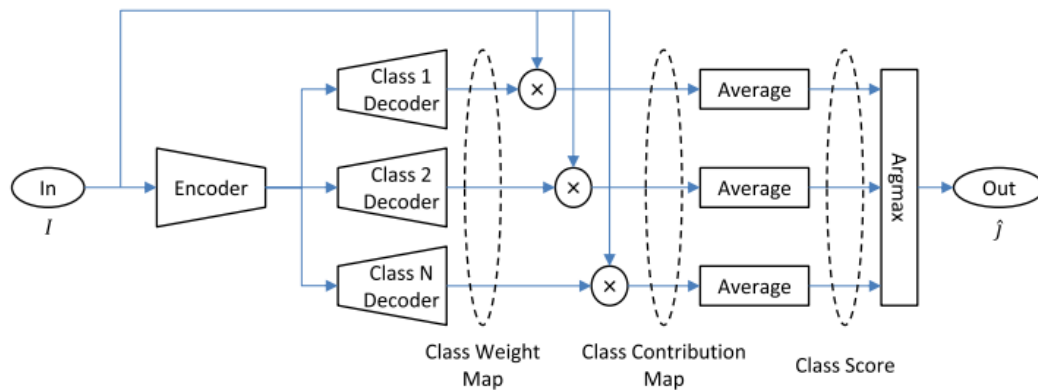 In
I
Encoder
Class 1
Decoder
Class 2
Decoder
Class N
Decoder
×
×
×
Average
Average
Average
Argmax
Out
ĵ
Class Weight
Map
Class Contribution
Map
Class Score